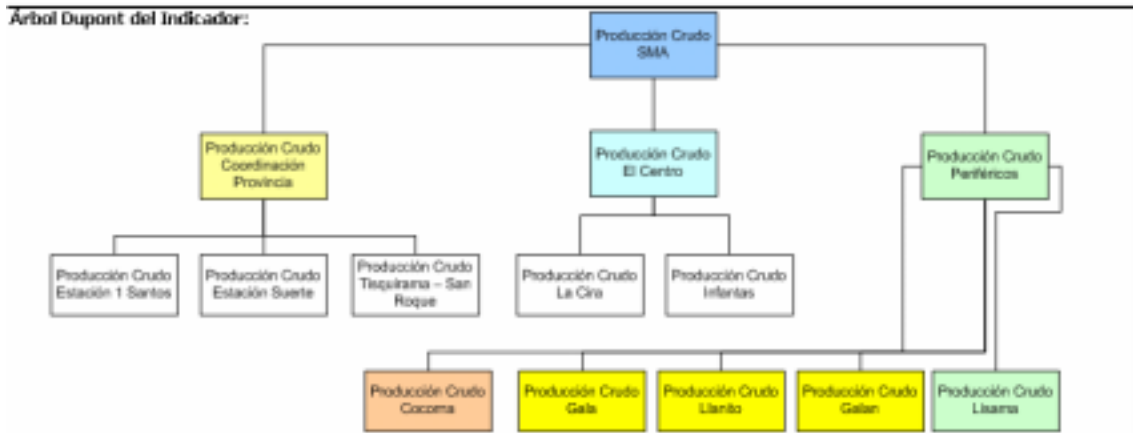 Árbol Dupont del Indicador:
Producción Crudo
SMA
Producción Crudo
Coordinación
Provincia
Producción Crudo
El Centro
Producción Crudo
Periféricos
Producción Crudo
Estación 1 Santos
Producción Crudo
Estación Suerte
Producción Crudo
Tisquirama – San
Roque
Producción Crudo
La Cira
Producción Crudo
Infantas
Producción Crudo
Cocorna
Producción Crudo
Gala
Producción Crudo
Llanito
Producción Crudo
Galan
Producción Crudo
Lisama